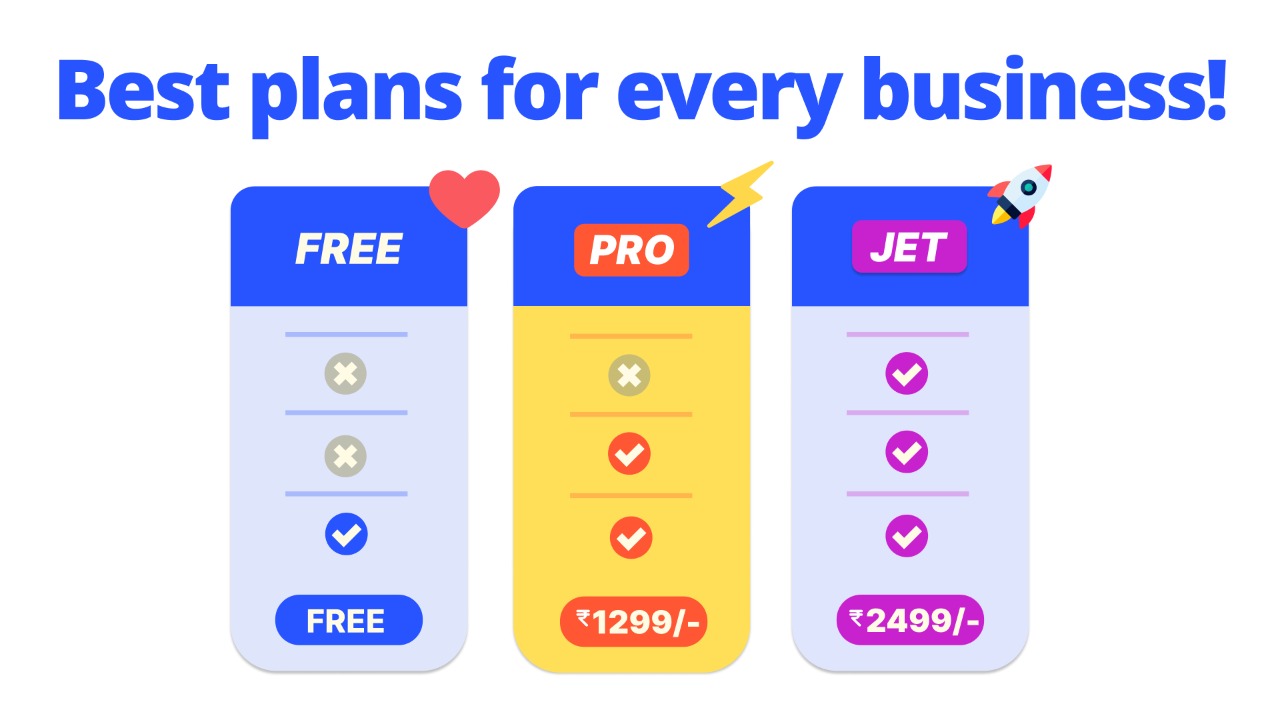 Best plans for every business!
FREE
PRO
JET
FREE
₹1299/-
₹2499/-